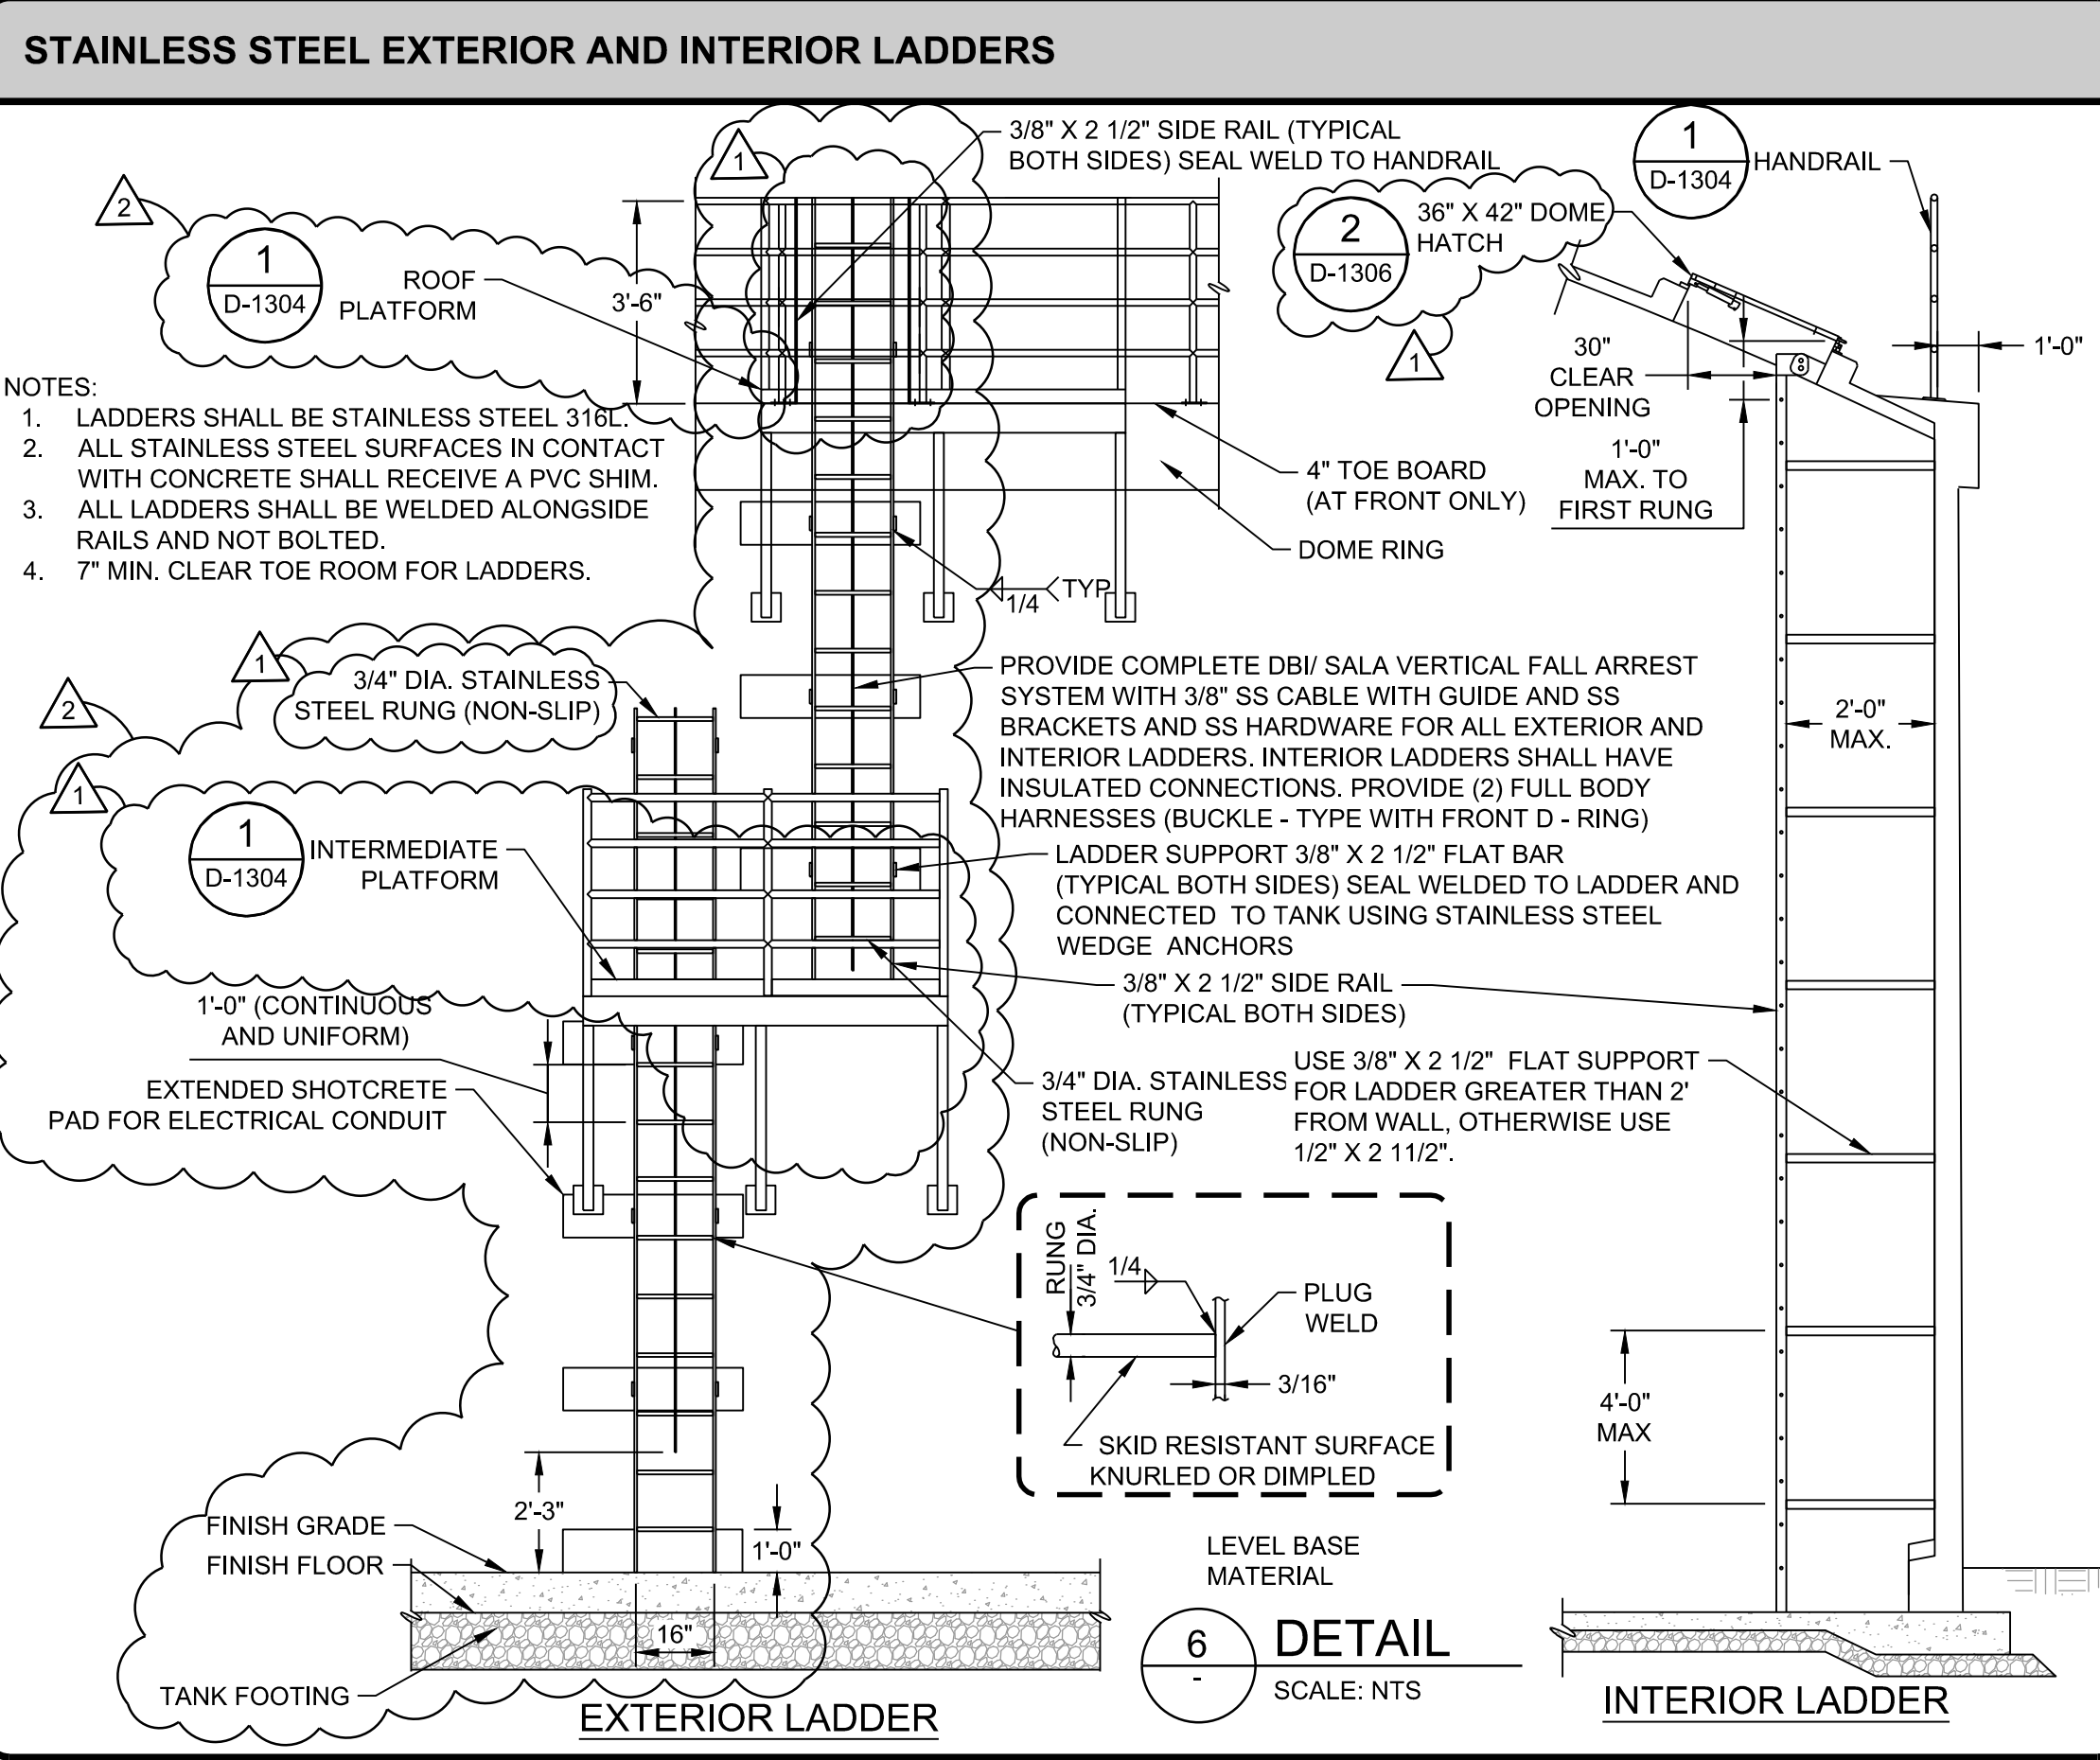 STAINLESS STEEL EXTERIOR AND INTERIOR LADDERS
1
3/8" X 2 1/2" SIDE RAIL (TYPICAL
BOTH SIDES) SEAL WELD TO HANDRAIL
1
D-1304
HANDRAIL
2
1
D-1304
ROOF
PLATFORM
3'-6"
2
D-1306
36" X 42" DOME
HATCH
1
30"
CLEAR
OPENING
1'-0"
1'-0"
MAX. TO
FIRST RUNG
NOTES:
1. LADDERS SHALL BE STAINLESS STEEL 316L.
2. ALL STAINLESS STEEL SURFACES IN CONTACT
WITH CONCRETE SHALL RECEIVE A PVC SHIM.
3. ALL LADDERS SHALL BE WELDED ALONGSIDE
RAILS AND NOT BOLTED.
4. 7" MIN. CLEAR TOE ROOM FOR LADDERS.
4" TOE BOARD
(AT FRONT ONLY)
DOME RING
1/4
TYP
1
3/4" DIA. STAINLESS
STEEL RUNG (NON-SLIP)
2
PROVIDE COMPLETE DBI/ SALA VERTICAL FALL ARREST
SYSTEM WITH 3/8" SS CABLE WITH GUIDE AND SS
BRACKETS AND SS HARDWARE FOR ALL EXTERIOR AND
INTERIOR LADDERS. INTERIOR LADDERS SHALL HAVE
INSULATED CONNECTIONS. PROVIDE (2) FULL BODY
HARNESSES (BUCKLE - TYPE WITH FRONT D - RING)
2'-0"
MAX.
1
1
D-1304
INTERMEDIATE
PLATFORM
LADDER SUPPORT 3/8" X 2 1/2" FLAT BAR
(TYPICAL BOTH SIDES) SEAL WELDED TO LADDER AND
CONNECTED TO TANK USING STAINLESS STEEL
WEDGE ANCHORS
3/8" X 2 1/2" SIDE RAIL
(TYPICAL BOTH SIDES)
1'-0" (CONTINUOUS
AND UNIFORM)
EXTENDED SHOTCRETE
PAD FOR ELECTRICAL CONDUIT
3/4" DIA. STAINLESS
STEEL RUNG
(NON-SLIP)
USE 3/8" X 2 1/2" FLAT SUPPORT
FOR LADDER GREATER THAN 2'
FROM WALL, OTHERWISE USE
1/2" X 2 11/2".
RUNG
3/4" DIA.
1/4
PLUG
WELD
3/16"
SKID RESISTANT SURFACE
KNURLED OR DIMPLED
4'-0"
MAX
2'-3"
1'-0"
FINISH GRADE
FINISH FLOOR
16"
TANK FOOTING
EXTERIOR LADDER
LEVEL BASE
MATERIAL
6
-
DETAIL
SCALE: NTS
INTERIOR LADDER